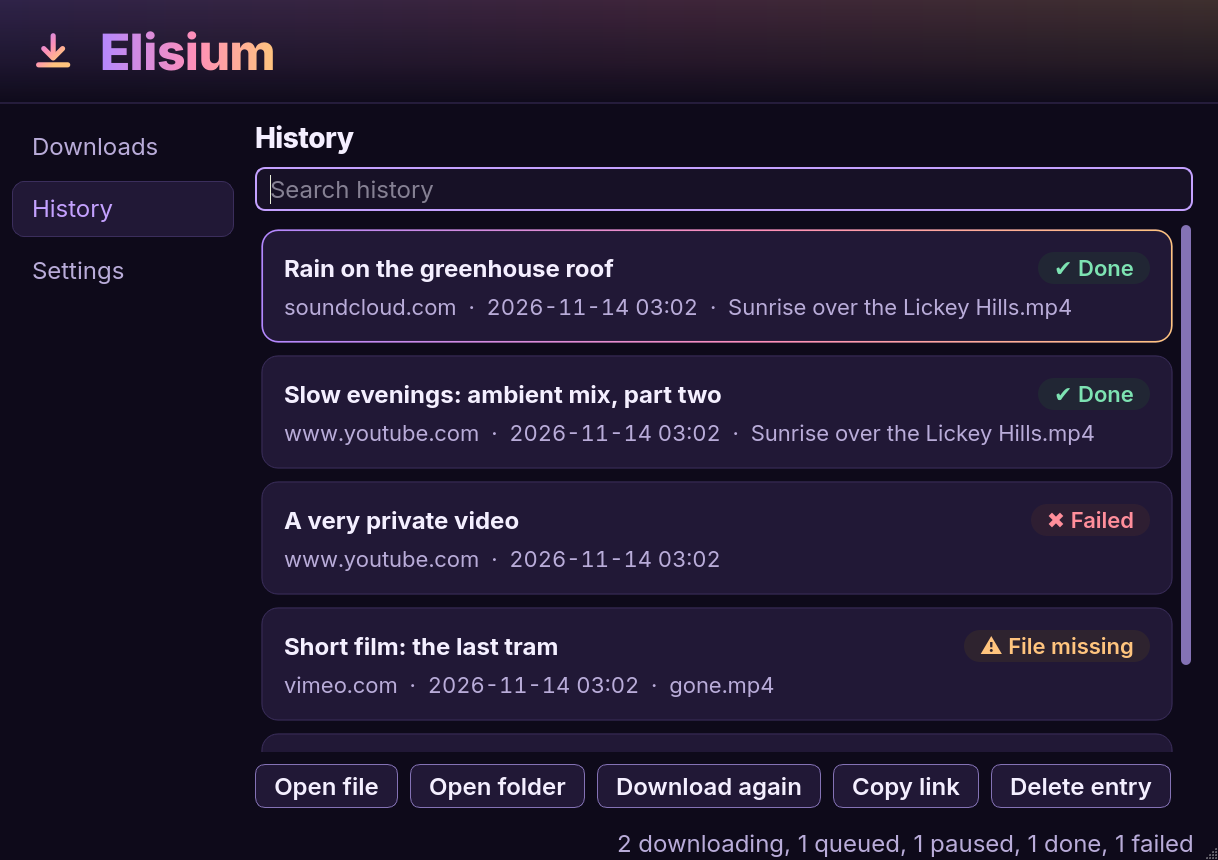 Elisium
Downloads
History
Settings
History
Search history
Rain on the greenhouse roof
✔ Done
soundcloud.com · 2026-11-14 03:02 · Sunrise over the Lickey Hills.mp4
Slow evenings: ambient mix, part two
✔ Done
www.youtube.com · 2026-11-14 03:02 · Sunrise over the Lickey Hills.mp4
A very private video
✖ Failed
www.youtube.com · 2026-11-14 03:02
Short film: the last tram
⚠ File missing
vimeo.com · 2026-11-14 03:02 · gone.mp4
Open file
Open folder
Download again
Copy link
Delete entry
2 downloading, 1 queued, 1 paused, 1 done, 1 failed